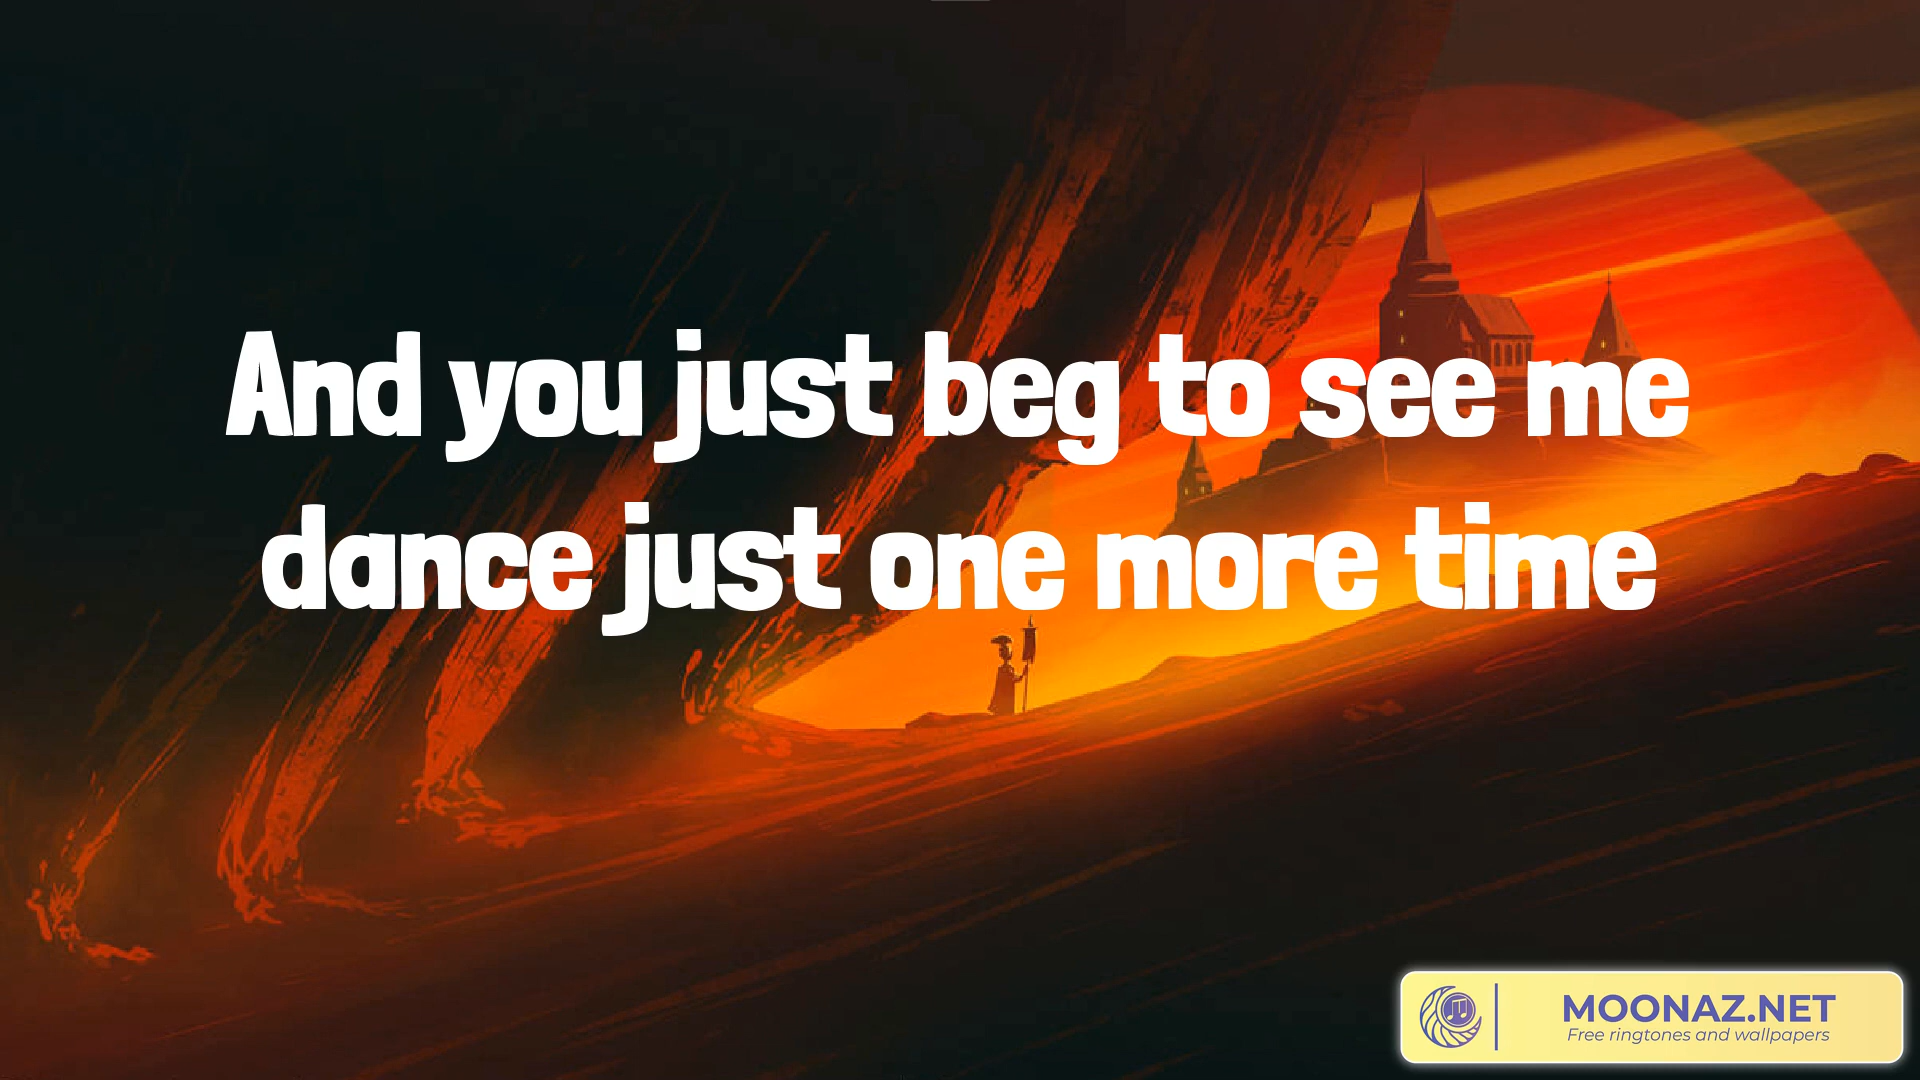 And you just beg to see me
dance just one more time
MOONAZ.NET
Free ringtones and wallpapers